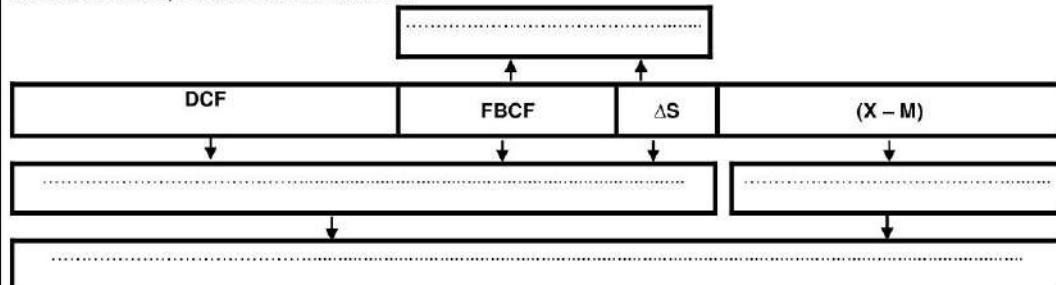 DCF FBCF ΔS (X – M)